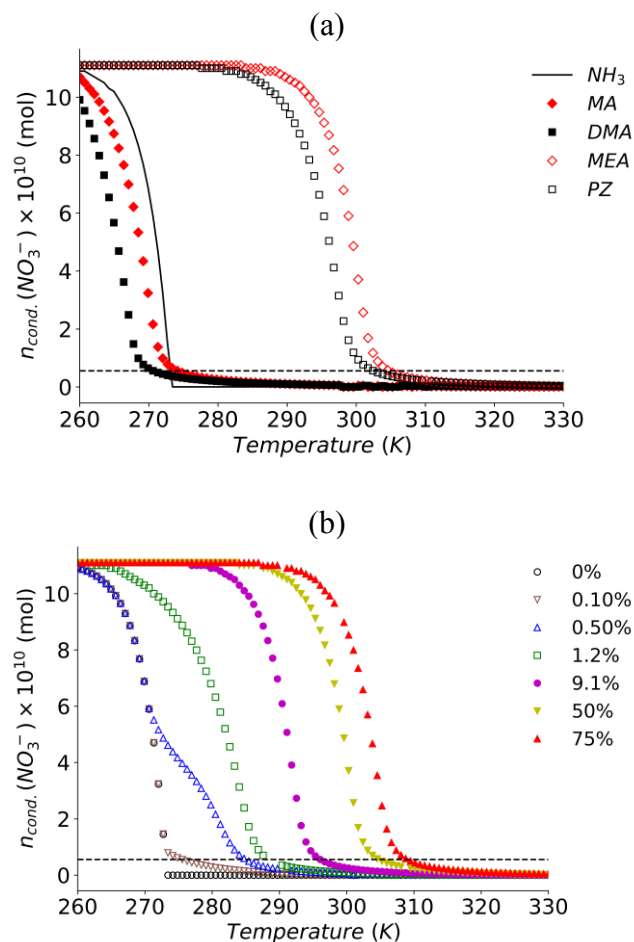 (a)
n_cond.(NO₃⁻) × 10¹⁰ (mol)
10
8
6
4
2
0
260 270 280 290 300 310 320 330
Temperature (K)
NH₃
MA
DMA
MEA
PZ
(b)
n_cond.(NO₃⁻) × 10¹⁰ (mol)
10
8
6
4
2
0
260 270 280 290 300 310 320 330
Temperature (K)
0%
0.10%
0.50%
1.2%
9.1%
50%
75%